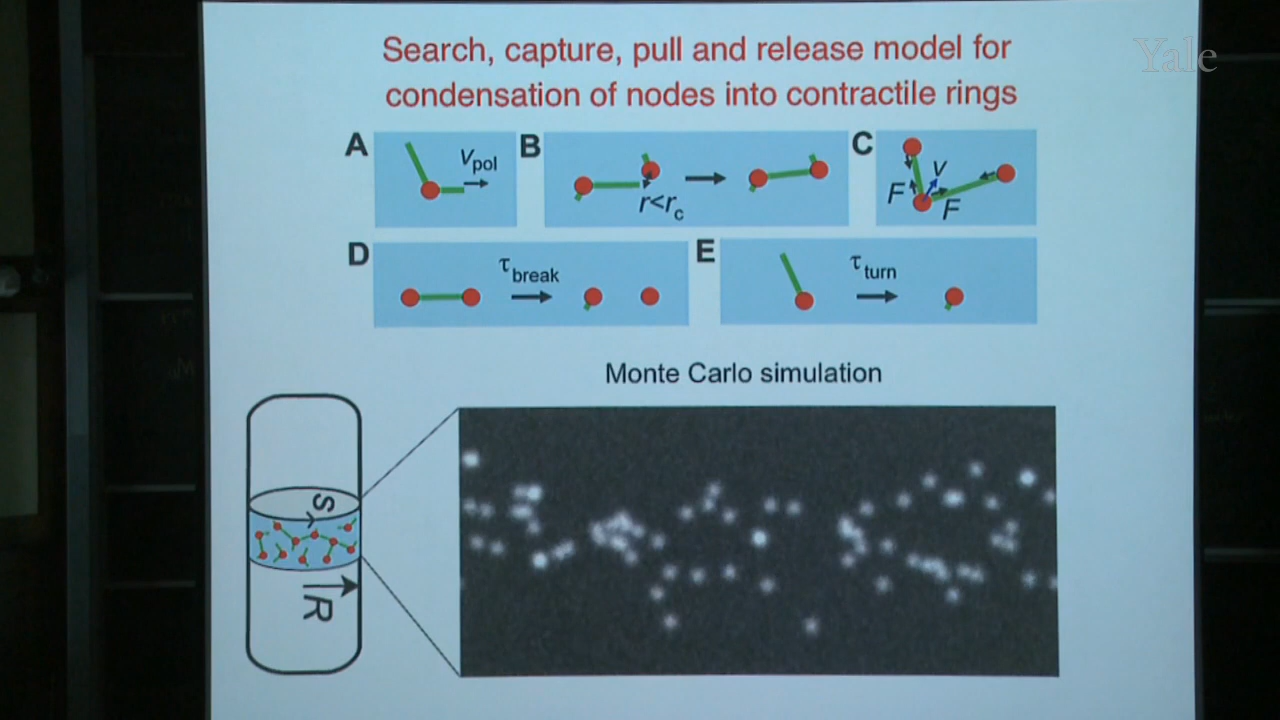 Search, capture, pull and release model for
condensation of nodes into contractile rings
Yale
A
Vpol
B
r<rc
C
F
v
F
D
τbreak
E
τturn
Monte Carlo simulation
S
R